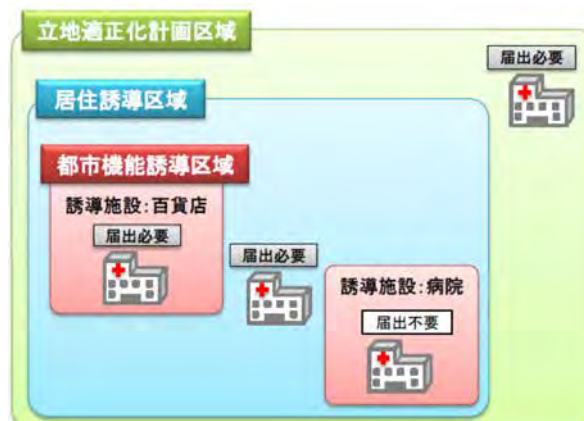 立地適正化計画区域
届出必要
居住誘導区域
都市機能誘導区域
誘導施設:百貨店
届出必要
届出必要
誘導施設:病院
届出不要